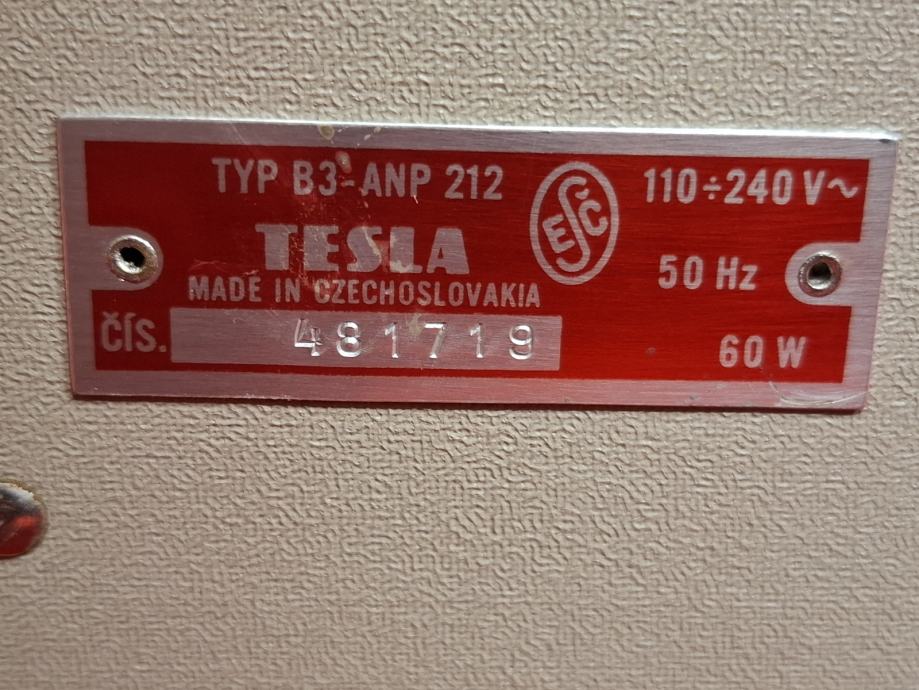 TYP B3-ANP 212
TESLA
MADE IN CZECHOSLOVAKIA
ČÍS. 481719
ESČ
110÷240 V~
50 Hz
60 W